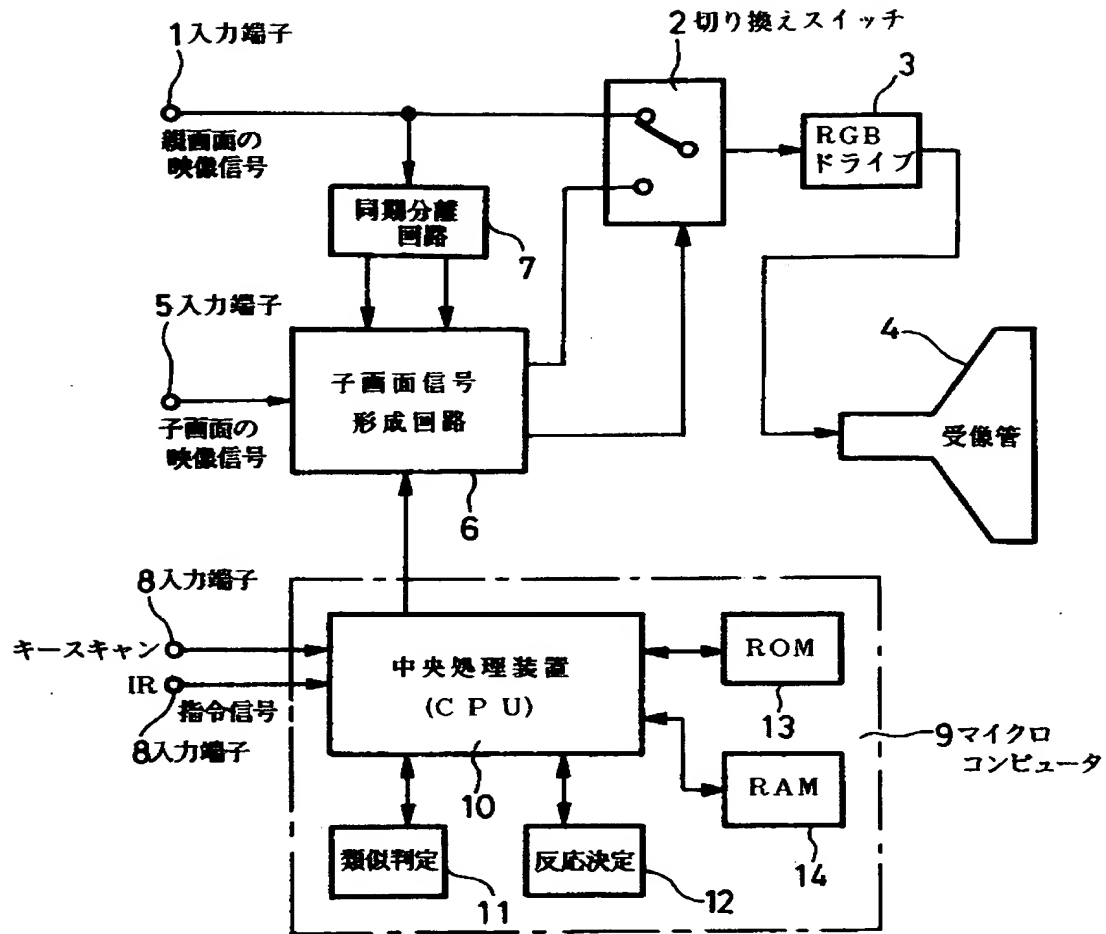 1入力端子
親画面の
映像信号
2切り換えスイッチ
3
RGB
ドライブ
同期分離
回路
7
5入力端子
子画面の
映像信号
子画面信号
形成回路
6
4
受像管
8入力端子
キースキャン
IR
指令信号
8入力端子
中央処理装置
(CPU)
10
ROM
13
RAM
14
9マイクロ
コンピュータ
類似判定
11
反応決定
12